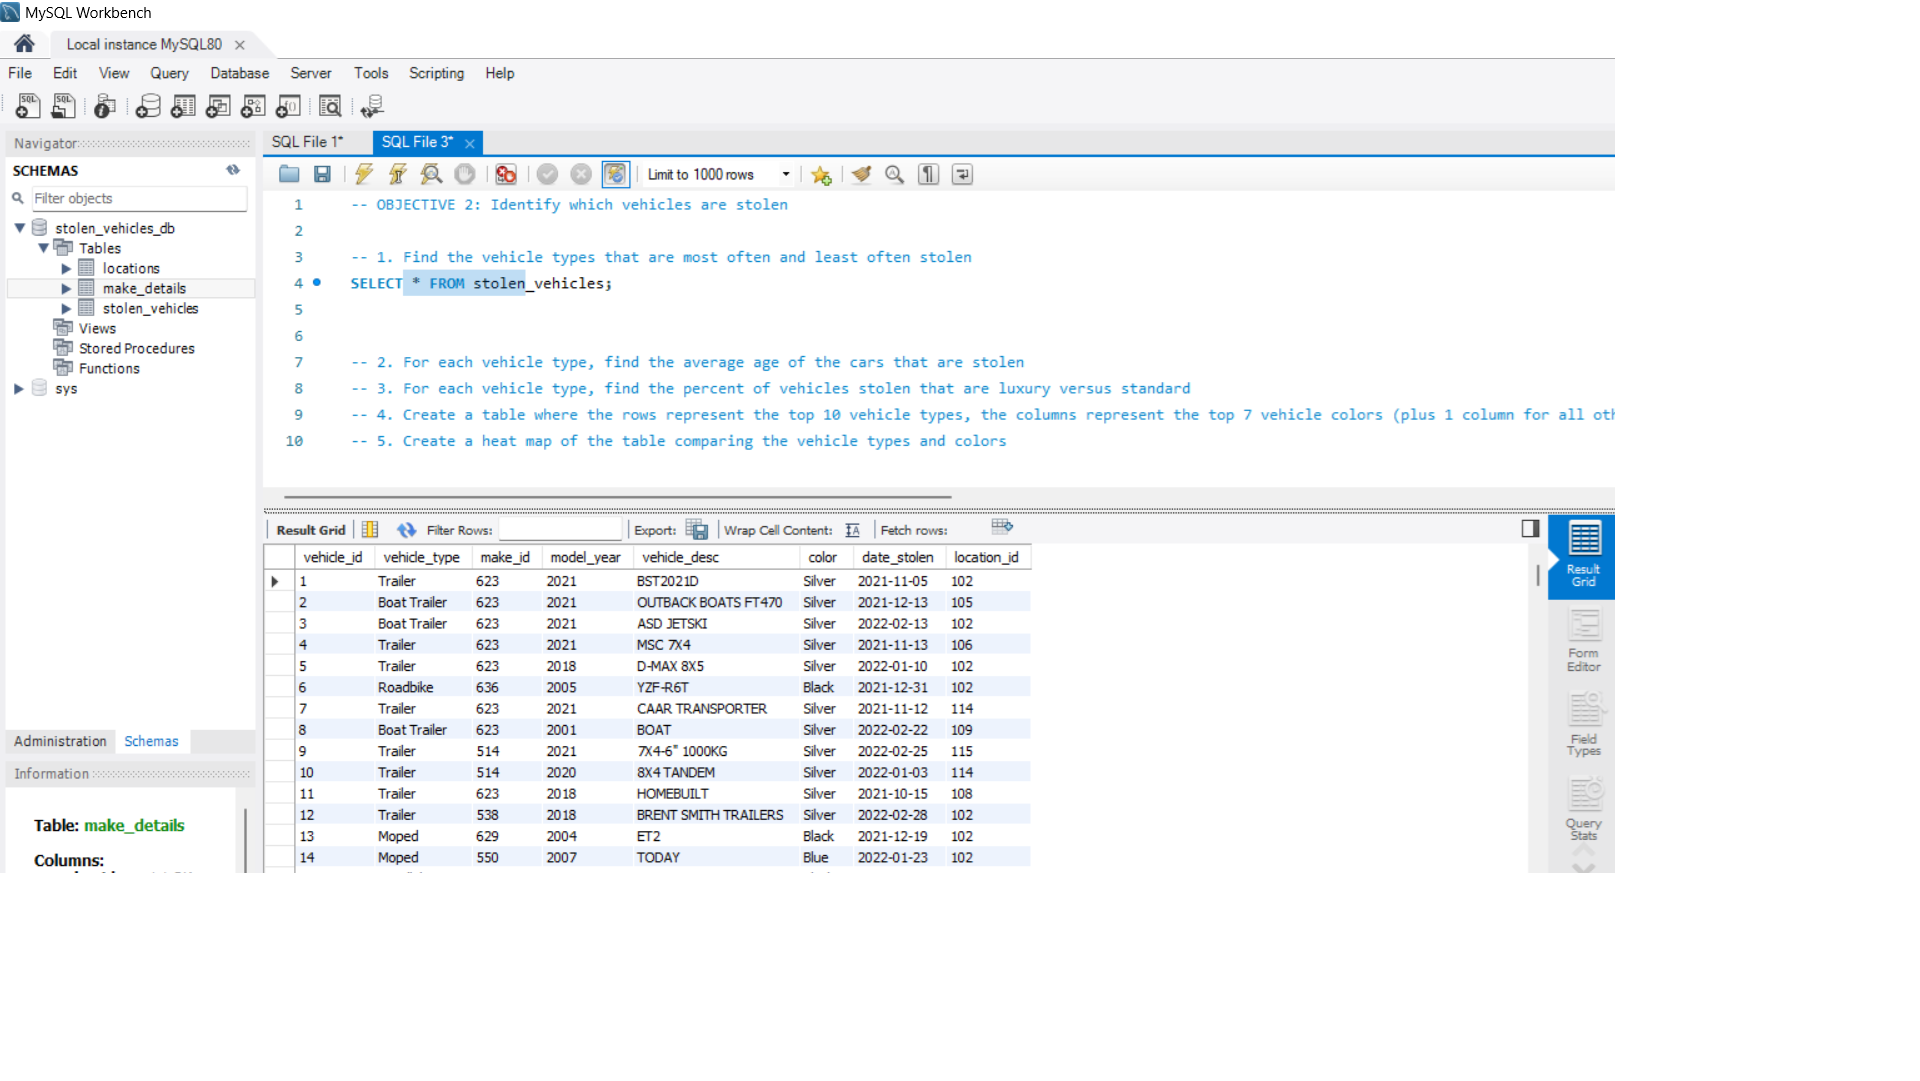 MySQL Workbench
Local instance MySQL80
File Edit View Query Database Server Tools Scripting Help
Navigator
SQL File 1* SQL File 3*
SCHEMAS
Limit to 1000 rows
Filter objects
stolen_vehicles_db
Tables
locations
make_details
stolen_vehicles
Views
Stored Procedures
Functions
sys
1 -- OBJECTIVE 2: Identify which vehicles are stolen
2
3 -- 1. Find the vehicle types that are most often and least often stolen
4 SELECT * FROM stolen_vehicles;
5
6
7 -- 2. For each vehicle type, find the average age of the cars that are stolen
8 -- 3. For each vehicle type, find the percent of vehicles stolen that are luxury versus standard
9 -- 4. Create a table where the rows represent the top 10 vehicle types, the columns represent the top 7 vehicle colors (plus 1 column for all oth
10 -- 5. Create a heat map of the table comparing the vehicle types and colors
Result Grid Filter Rows: Export: Wrap Cell Content: Fetch rows:
vehicle_id vehicle_type make_id model_year vehicle_desc color date_stolen location_id
1 Trailer 623 2021 BST2021D Silver 2021-11-05 102
2 Boat Trailer 623 2021 OUTBACK BOATS FT470 Silver 2021-12-13 105
3 Boat Trailer 623 2021 ASD JETSKI Silver 2022-02-13 102
4 Trailer 623 2021 MSC 7X4 Silver 2021-11-13 106
5 Trailer 623 2018 D-MAX 8X5 Silver 2022-01-10 102
6 Roadbike 636 2005 YZF-R6T Black 2021-12-31 102
7 Trailer 623 2021 CAAR TRANSPORTER Silver 2021-11-12 114
8 Boat Trailer 623 2001 BOAT Silver 2022-02-22 109
9 Trailer 514 2021 7X4-6" 1000KG Silver 2022-02-25 115
10 Trailer 514 2020 8X4 TANDEM Silver 2022-01-03 114
11 Trailer 623 2018 HOMEBUILT Silver 2021-10-15 108
12 Trailer 538 2018 BRENT SMITH TRAILERS Silver 2022-02-28 102
13 Moped 629 2004 ET2 Black 2021-12-19 102
14 Moped 550 2007 TODAY Blue 2022-01-23 102
Result
Grid
Form
Editor
Field
Types
Query
Stats
Administration Schemas
Information
Table: make_details
Columns: